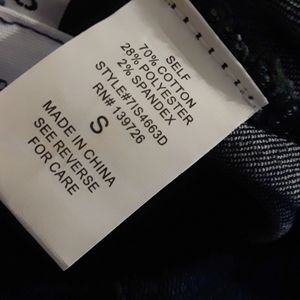 SELF
70% COTTON
28% POLYESTER
2% SPANDEX
STYLE#7IS4663D
RN# 139726
S
MADE IN CHINA
SEE REVERSE
FOR CARE